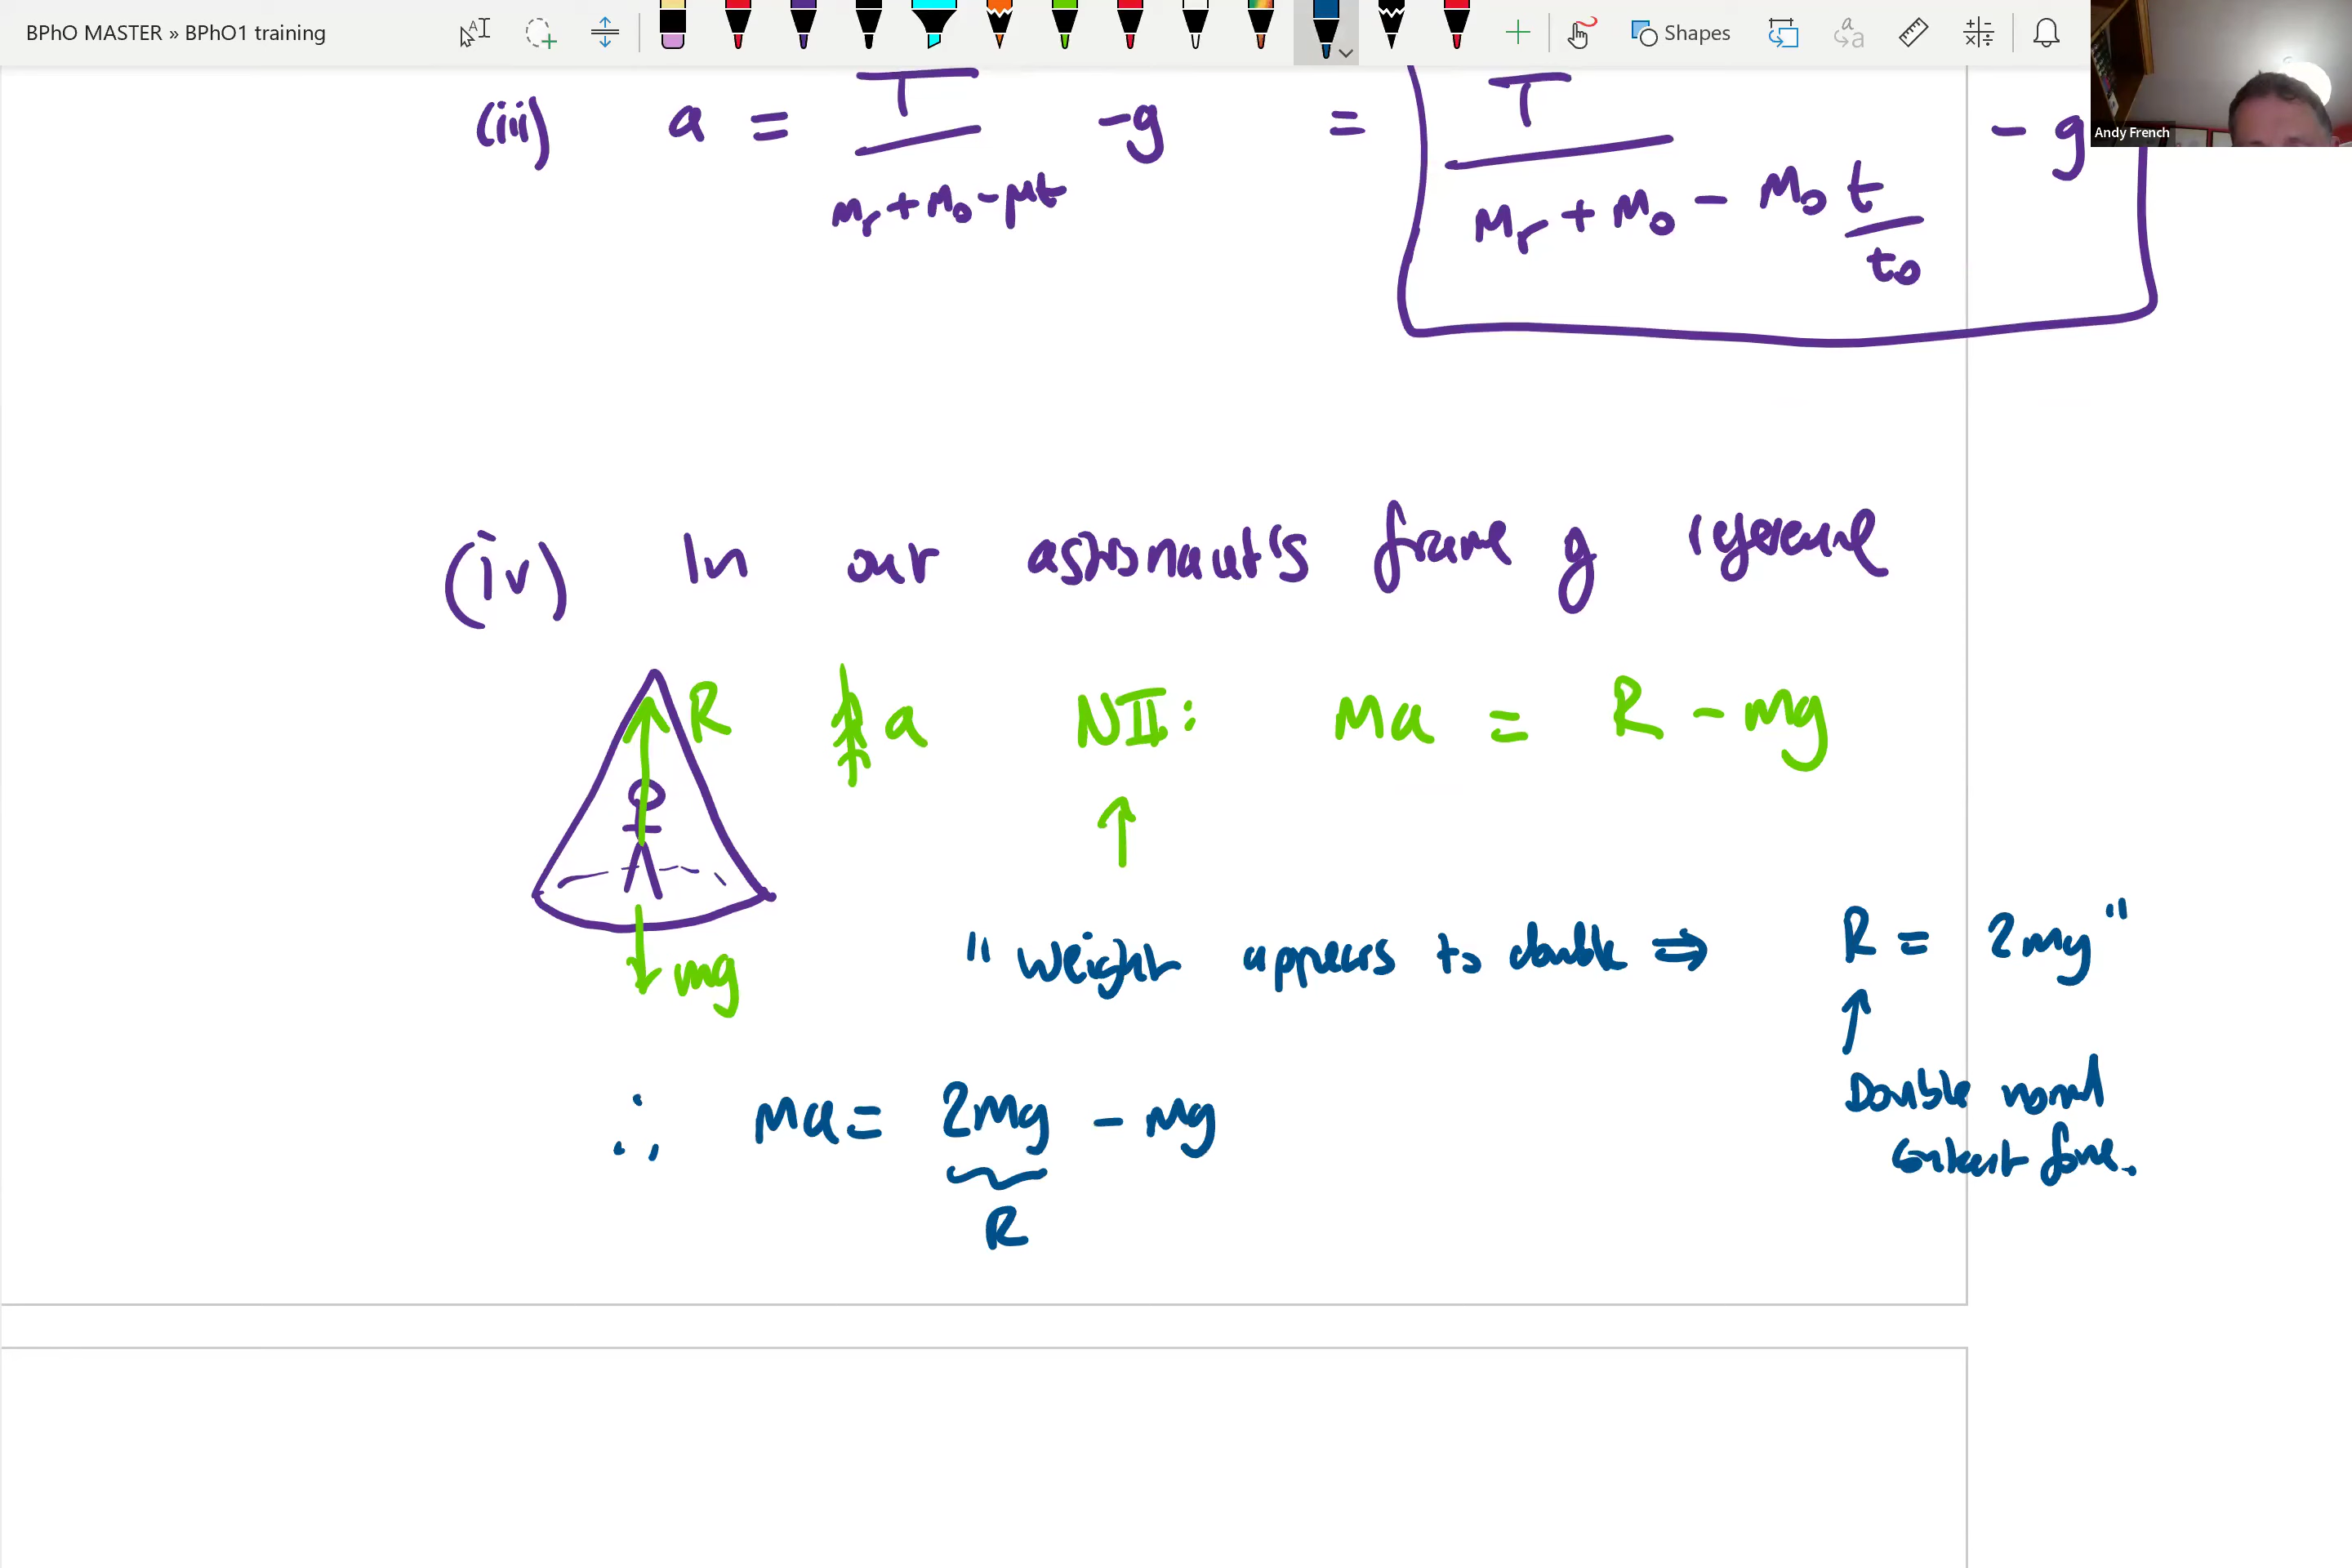 BPhO MASTER » BPhO1 training
Shapes
Andy French
(iii) a = T / (Mr + Mo - μt) - g = T / (Mr + Mo - Mo t/to) - g
(iv) In our astronaut's frame of reference
R a NII: Ma = R - mg
mg
"Weight appears to double ⇒ R = 2mg"
Double normal
contact force.
∴ ma = 2mg - mg
R